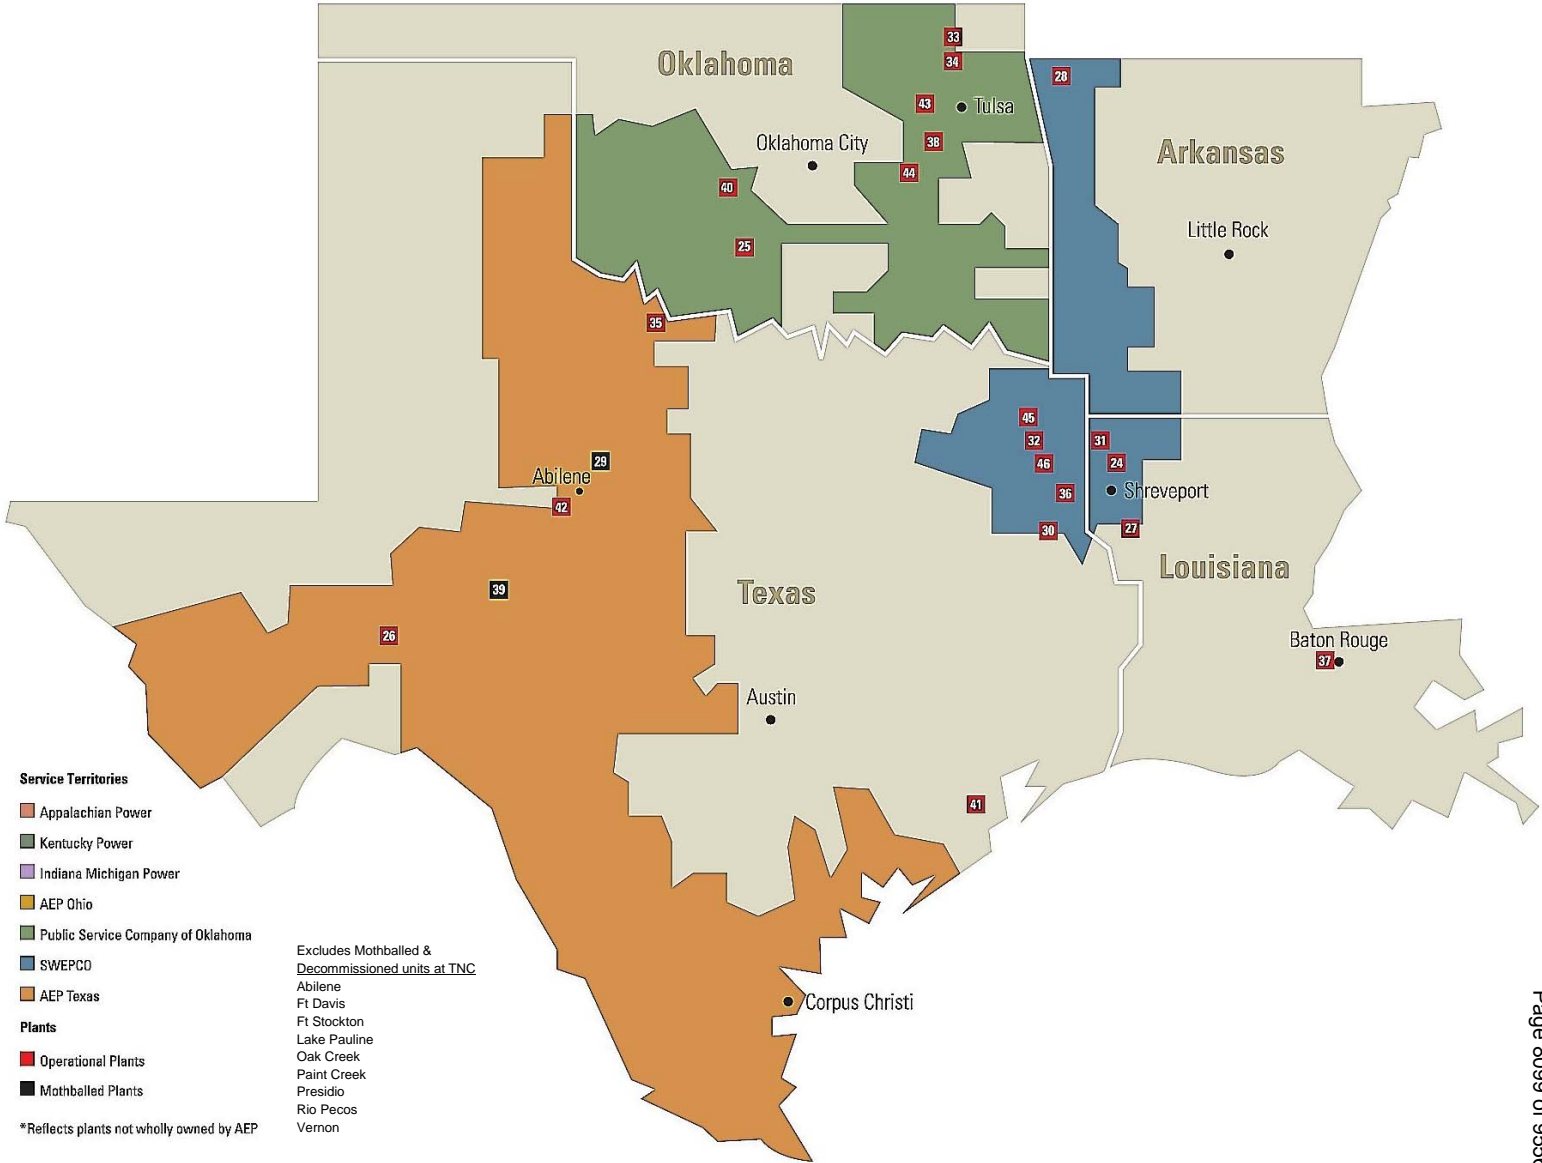 33
Oklahoma
34
28
43
Tulsa
38
Oklahoma City
Arkansas
44
40
Little Rock
25
35
45
32
31
29
46
24
Abilene
42
36
Shreveport
30
27
Louisiana
39
Texas
26
Baton Rouge
37
Austin
41
Corpus Christi
Service Territories
Appalachian Power
Kentucky Power
Indiana Michigan Power
AEP Ohio
Public Service Company of Oklahoma
SWEPCO
AEP Texas
Plants
Operational Plants
Mothballed Plants
*Reflects plants not wholly owned by AEP
Excludes Mothballed &
Decommissioned units at TNC
Abilene
Ft Davis
Ft Stockton
Lake Pauline
Oak Creek
Paint Creek
Presidio
Rio Pecos
Vernon
Page 8099 of